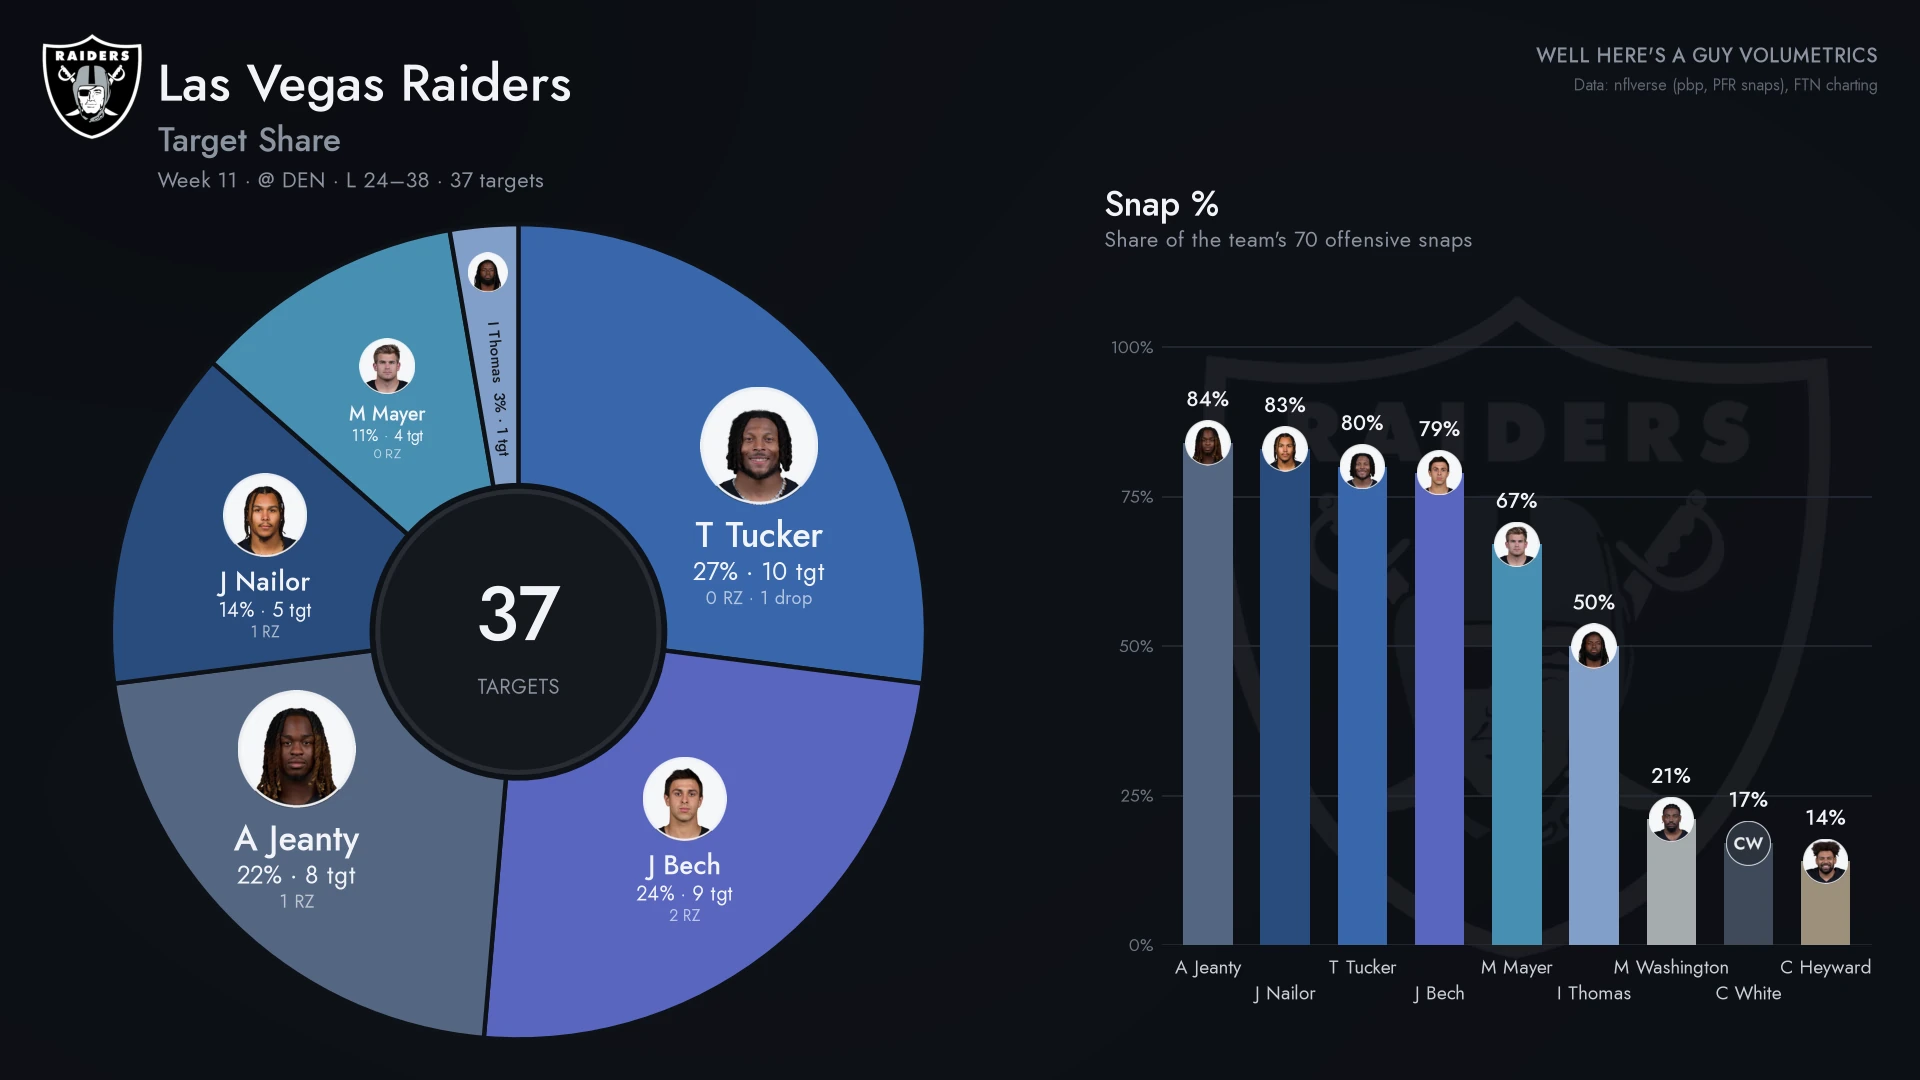 RAIDERS
Las Vegas Raiders
Target Share
Week 11 · @ DEN · L 24–38 · 37 targets
WELL HERE'S A GUY VOLUMETRICS
Data: nflverse (pbp, PFR snaps), FTN charting
T Tucker
27% · 10 tgt
0 RZ · 1 drop
J Bech
24% · 9 tgt
2 RZ
A Jeanty
22% · 8 tgt
1 RZ
J Nailor
14% · 5 tgt
1 RZ
M Mayer
11% · 4 tgt
0 RZ
I Thomas 3% · 1 tgt
37
TARGETS
Snap %
Share of the team's 70 offensive snaps
RAIDERS
100%
75%
50%
25%
0%
84%
83%
80%
79%
67%
50%
21%
17%
14%
CW
A Jeanty
J Nailor
T Tucker
J Bech
M Mayer
I Thomas
M Washington
C White
C Heyward